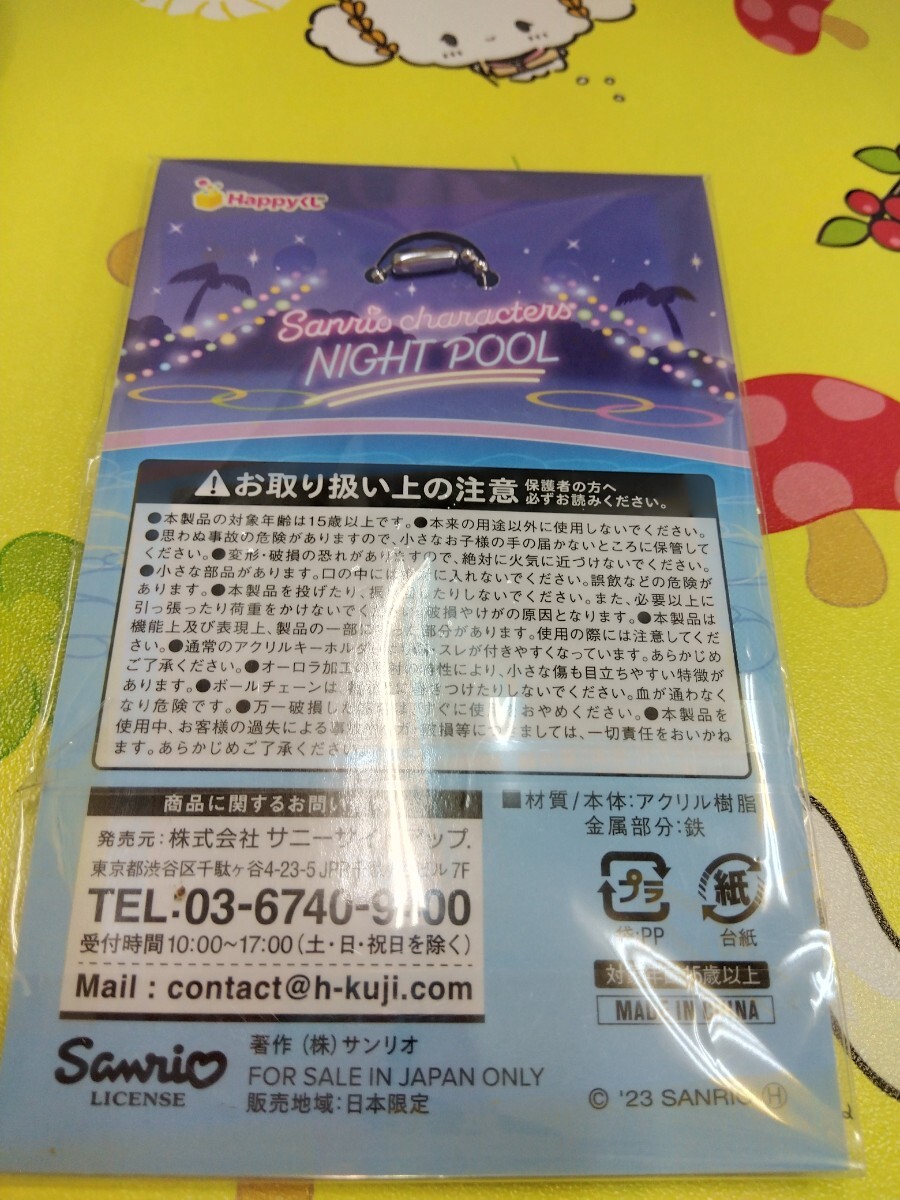 Happyくじ
Sanrio characters
NIGHT POOL
お取り扱い上の注意 保護者の方へ
必ずお読みください。
●本製品の対象年齢は15歳以上です。●本来の用途以外に使用しないでください。
●思わぬ事故の危険がありますので、小さなお子様の手の届かないところに保管して
ください。●変形・破損の恐れがありますので、絶対に火気に近づけないでください。
●小さな部品があります。口の中には 入れないでください。誤飲などの危険が
あります。●本製品を投げたり、 たりしないでください。また、必要以上に
引っ張ったり荷重をかけないでく 破損やけがの原因となります。●本製品は
機能上及び表現上、製品の一部に 部分があります。使用の際には注意してくだ
さい。●通常のアクリルキーホルダ スレが付きやすくなっています。あらかじめ
ご了承ください。●オーロラ加工 特性により、小さな傷も目立ちやすい特徴が
あります。●ボールチェーンは つけたりしないでください。血が通わなく
なり危険です。●万一破損した ぐに使 おやめください。●本製品を
使用中、お客様の過失による 破損等に ましては、一切責任をおいかね
ます。あらかじめご了承ください
商品に関するお問い
発売元:株式会社 サニーサイドアップ.
東京都渋谷区千駄ヶ谷4-23-5 ビル 7F
TEL:03-6740-
受付時間10:00~17:00(土・日・祝日を除く)
Mail : contact@h-kuji.com
■材質/本体:アクリル樹脂
金属部分:鉄
プラ
紙
袋:PP
台紙
対象年齢15歳以上
MADE IN CHINA
Sanrio
LICENSE
著作(株)サンリオ
FOR SALE IN JAPAN ONLY
販売地域:日本限定
© '23 SANRIO Ⓗ